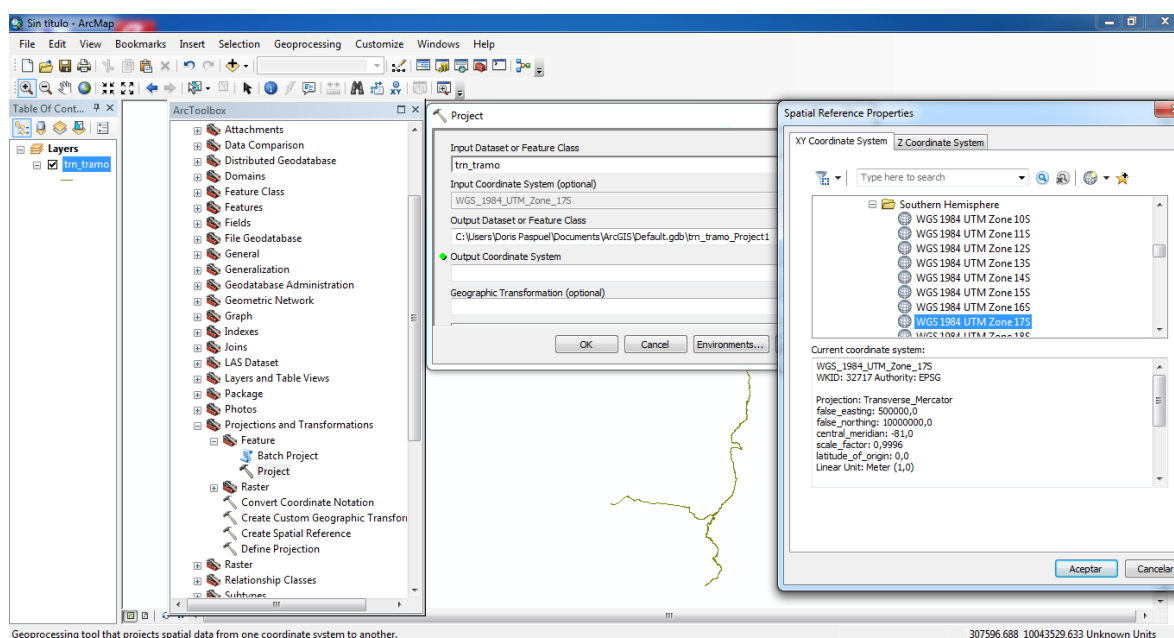 Sin título - ArcMap
File Edit View Bookmarks Insert Selection Geoprocessing Customize Windows Help
Table Of Cont...
Layers
trn_tramo
ArcToolbox
Attachments
Data Comparison
Distributed Geodatabase
Domains
Feature Class
Features
Fields
File Geodatabase
General
Generalization
Geodatabase Administration
Geometric Network
Graph
Indexes
Joins
LAS Dataset
Layers and Table Views
Package
Photos
Projections and Transformations
Feature
Batch Project
Project
Raster
Convert Coordinate Notation
Create Custom Geographic Transfor
Create Spatial Reference
Define Projection
Raster
Relationship Classes
Subtypes
Project
Input Dataset or Feature Class
trn_tramo
Input Coordinate System (optional)
WGS_1984_UTM_Zone_17S
Output Dataset or Feature Class
C:\Users\Doris Paspuel\Documents\ArcGIS\Default.gdb\trn_tramo_Project1
Output Coordinate System
Geographic Transformation (optional)
OK Cancel Environments...
Spatial Reference Properties
XY Coordinate System Z Coordinate System
Type here to search
Southern Hemisphere
WGS 1984 UTM Zone 10S
WGS 1984 UTM Zone 11S
WGS 1984 UTM Zone 12S
WGS 1984 UTM Zone 13S
WGS 1984 UTM Zone 14S
WGS 1984 UTM Zone 15S
WGS 1984 UTM Zone 16S
WGS 1984 UTM Zone 17S
WGS 1984 UTM Zone 18S
Current coordinate system:
WGS_1984_UTM_Zone_17S
WKID: 32717 Authority: EPSG
Projection: Transverse_Mercator
false_easting: 500000,0
false_northing: 10000000,0
central_meridian: -81,0
scale_factor: 0,9996
latitude_of_origin: 0,0
Linear Unit: Meter (1,0)
Aceptar Cancelar
Geoprocessing tool that projects spatial data from one coordinate system to another.
307596,688 10043529,633 Unknown Units